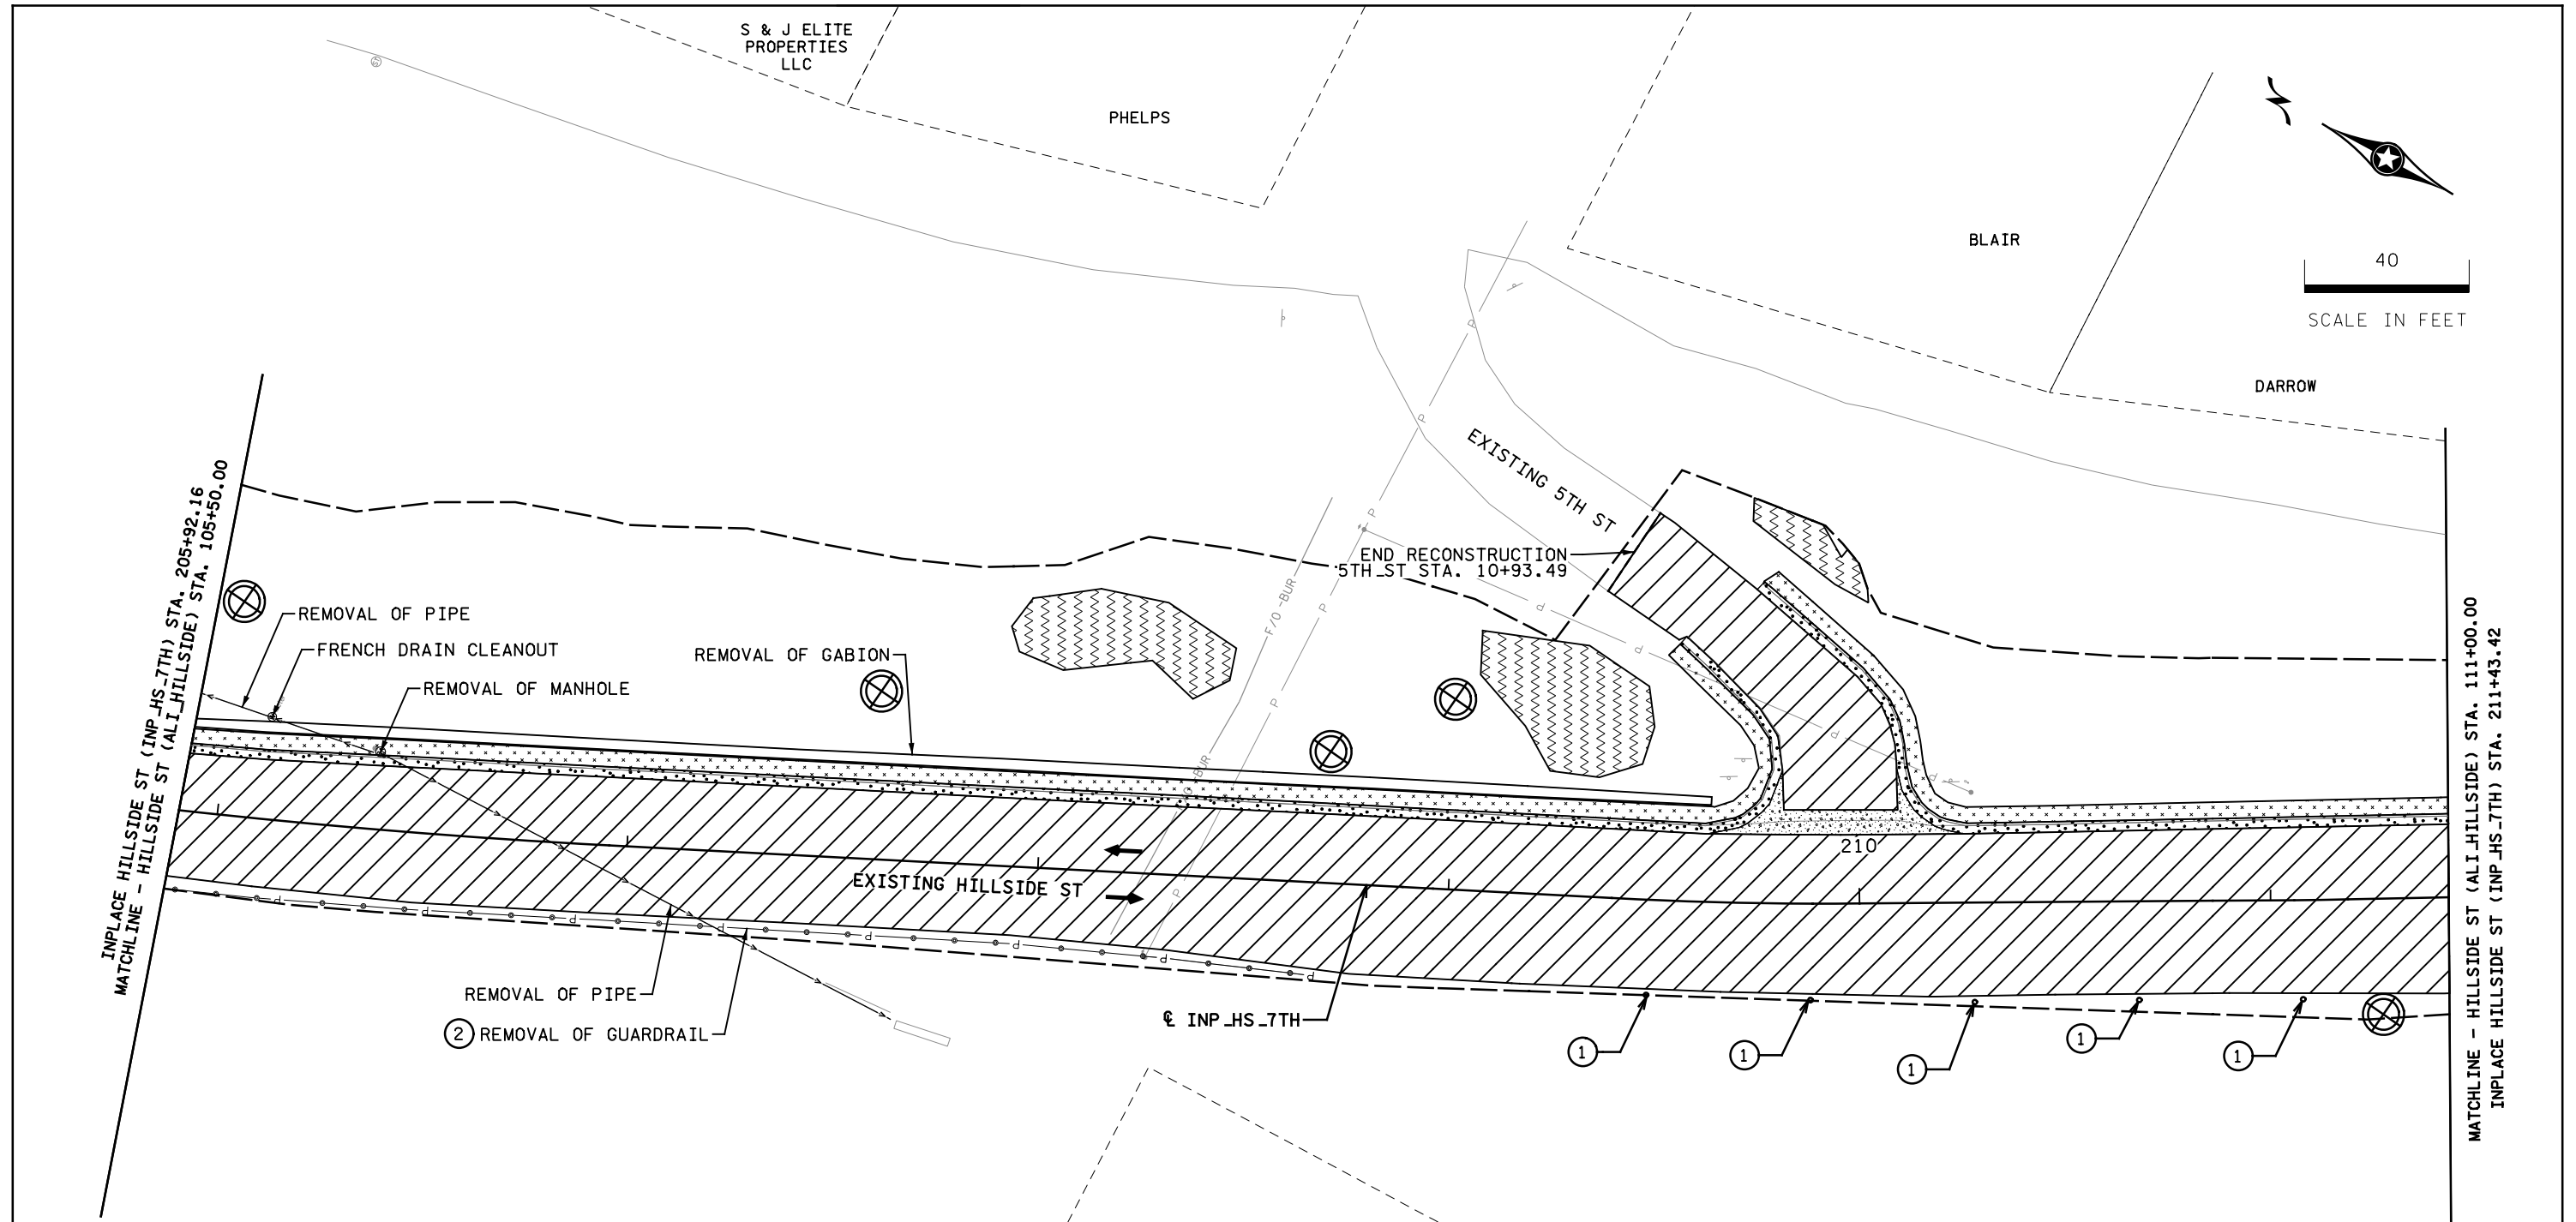 S & J ELITE
PROPERTIES
LLC
PHELPS
BLAIR
DARROW
40
SCALE IN FEET
EXISTING 5TH ST
END RECONSTRUCTION
5TH_ST STA. 10+93.49
INPLACE HILLSIDE ST (INP_HS_7TH) STA. 205+92.16
MATCHLINE - HILLSIDE ST (ALI_HILLSIDE) STA. 105+50.00
REMOVAL OF PIPE
FRENCH DRAIN CLEANOUT
REMOVAL OF MANHOLE
REMOVAL OF GABION
F/O-BUR
P
P
P
P
P
P
P
EXISTING HILLSIDE ST
210
REMOVAL OF PIPE
2 REMOVAL OF GUARDRAIL
℄ INP_HS_7TH
1
1
1
1
1
MATCHLINE - HILLSIDE ST (ALI_HILLSIDE) STA. 111+00.00
INPLACE HILLSIDE ST (INP_HS_7TH) STA. 211+43.42